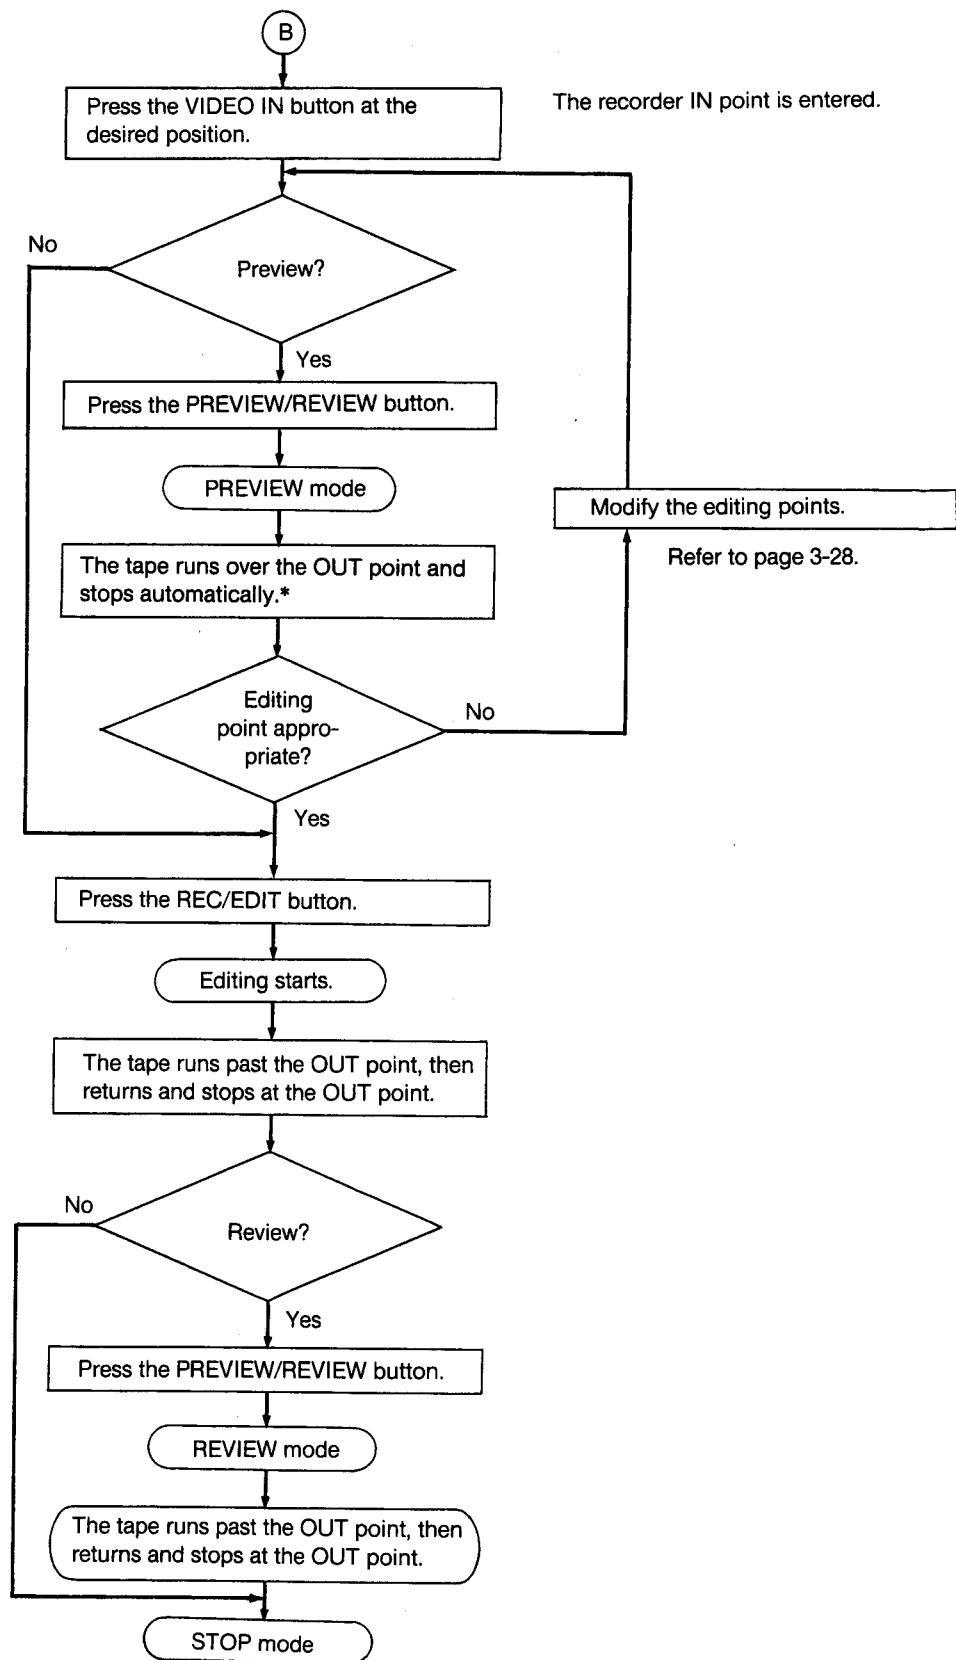 B
Press the VIDEO IN button at the
desired position.
The recorder IN point is entered.
No
Preview?
Yes
Press the PREVIEW/REVIEW button.
PREVIEW mode
Modify the editing points.
Refer to page 3-28.
The tape runs over the OUT point and
stops automatically.*
Editing
point appro-
priate?
No
Yes
Press the REC/EDIT button.
Editing starts.
The tape runs past the OUT point, then
returns and stops at the OUT point.
No
Review?
Yes
Press the PREVIEW/REVIEW button.
REVIEW mode
The tape runs past the OUT point, then
returns and stops at the OUT point.
STOP mode